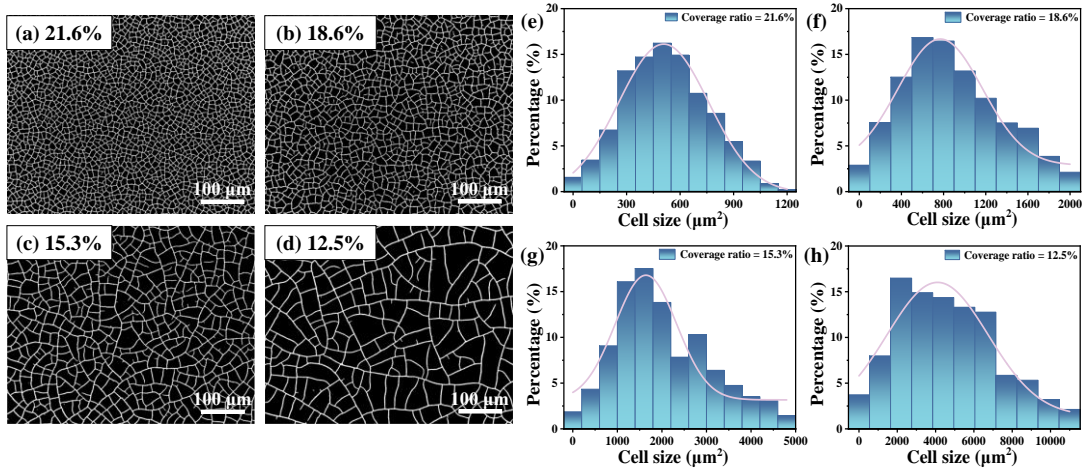 (a) 21.6%
100 μm
(b) 18.6%
100 μm
(c) 15.3%
100 μm
(d) 12.5%
100 μm
(e)
Coverage ratio = 21.6%
Percentage (%)
20
15
10
5
0
0 300 600 900 1200
Cell size (μm²)
(f)
Coverage ratio = 18.6%
Percentage (%)
20
15
10
5
0
0 400 800 1200 1600 2000
Cell size (μm²)
(g)
Coverage ratio = 15.3%
Percentage (%)
20
15
10
5
0
0 1000 2000 3000 4000 5000
Cell size (μm²)
(h)
Coverage ratio = 12.5%
Percentage (%)
20
15
10
5
0
0 2000 4000 6000 8000 10000
Cell size (μm²)